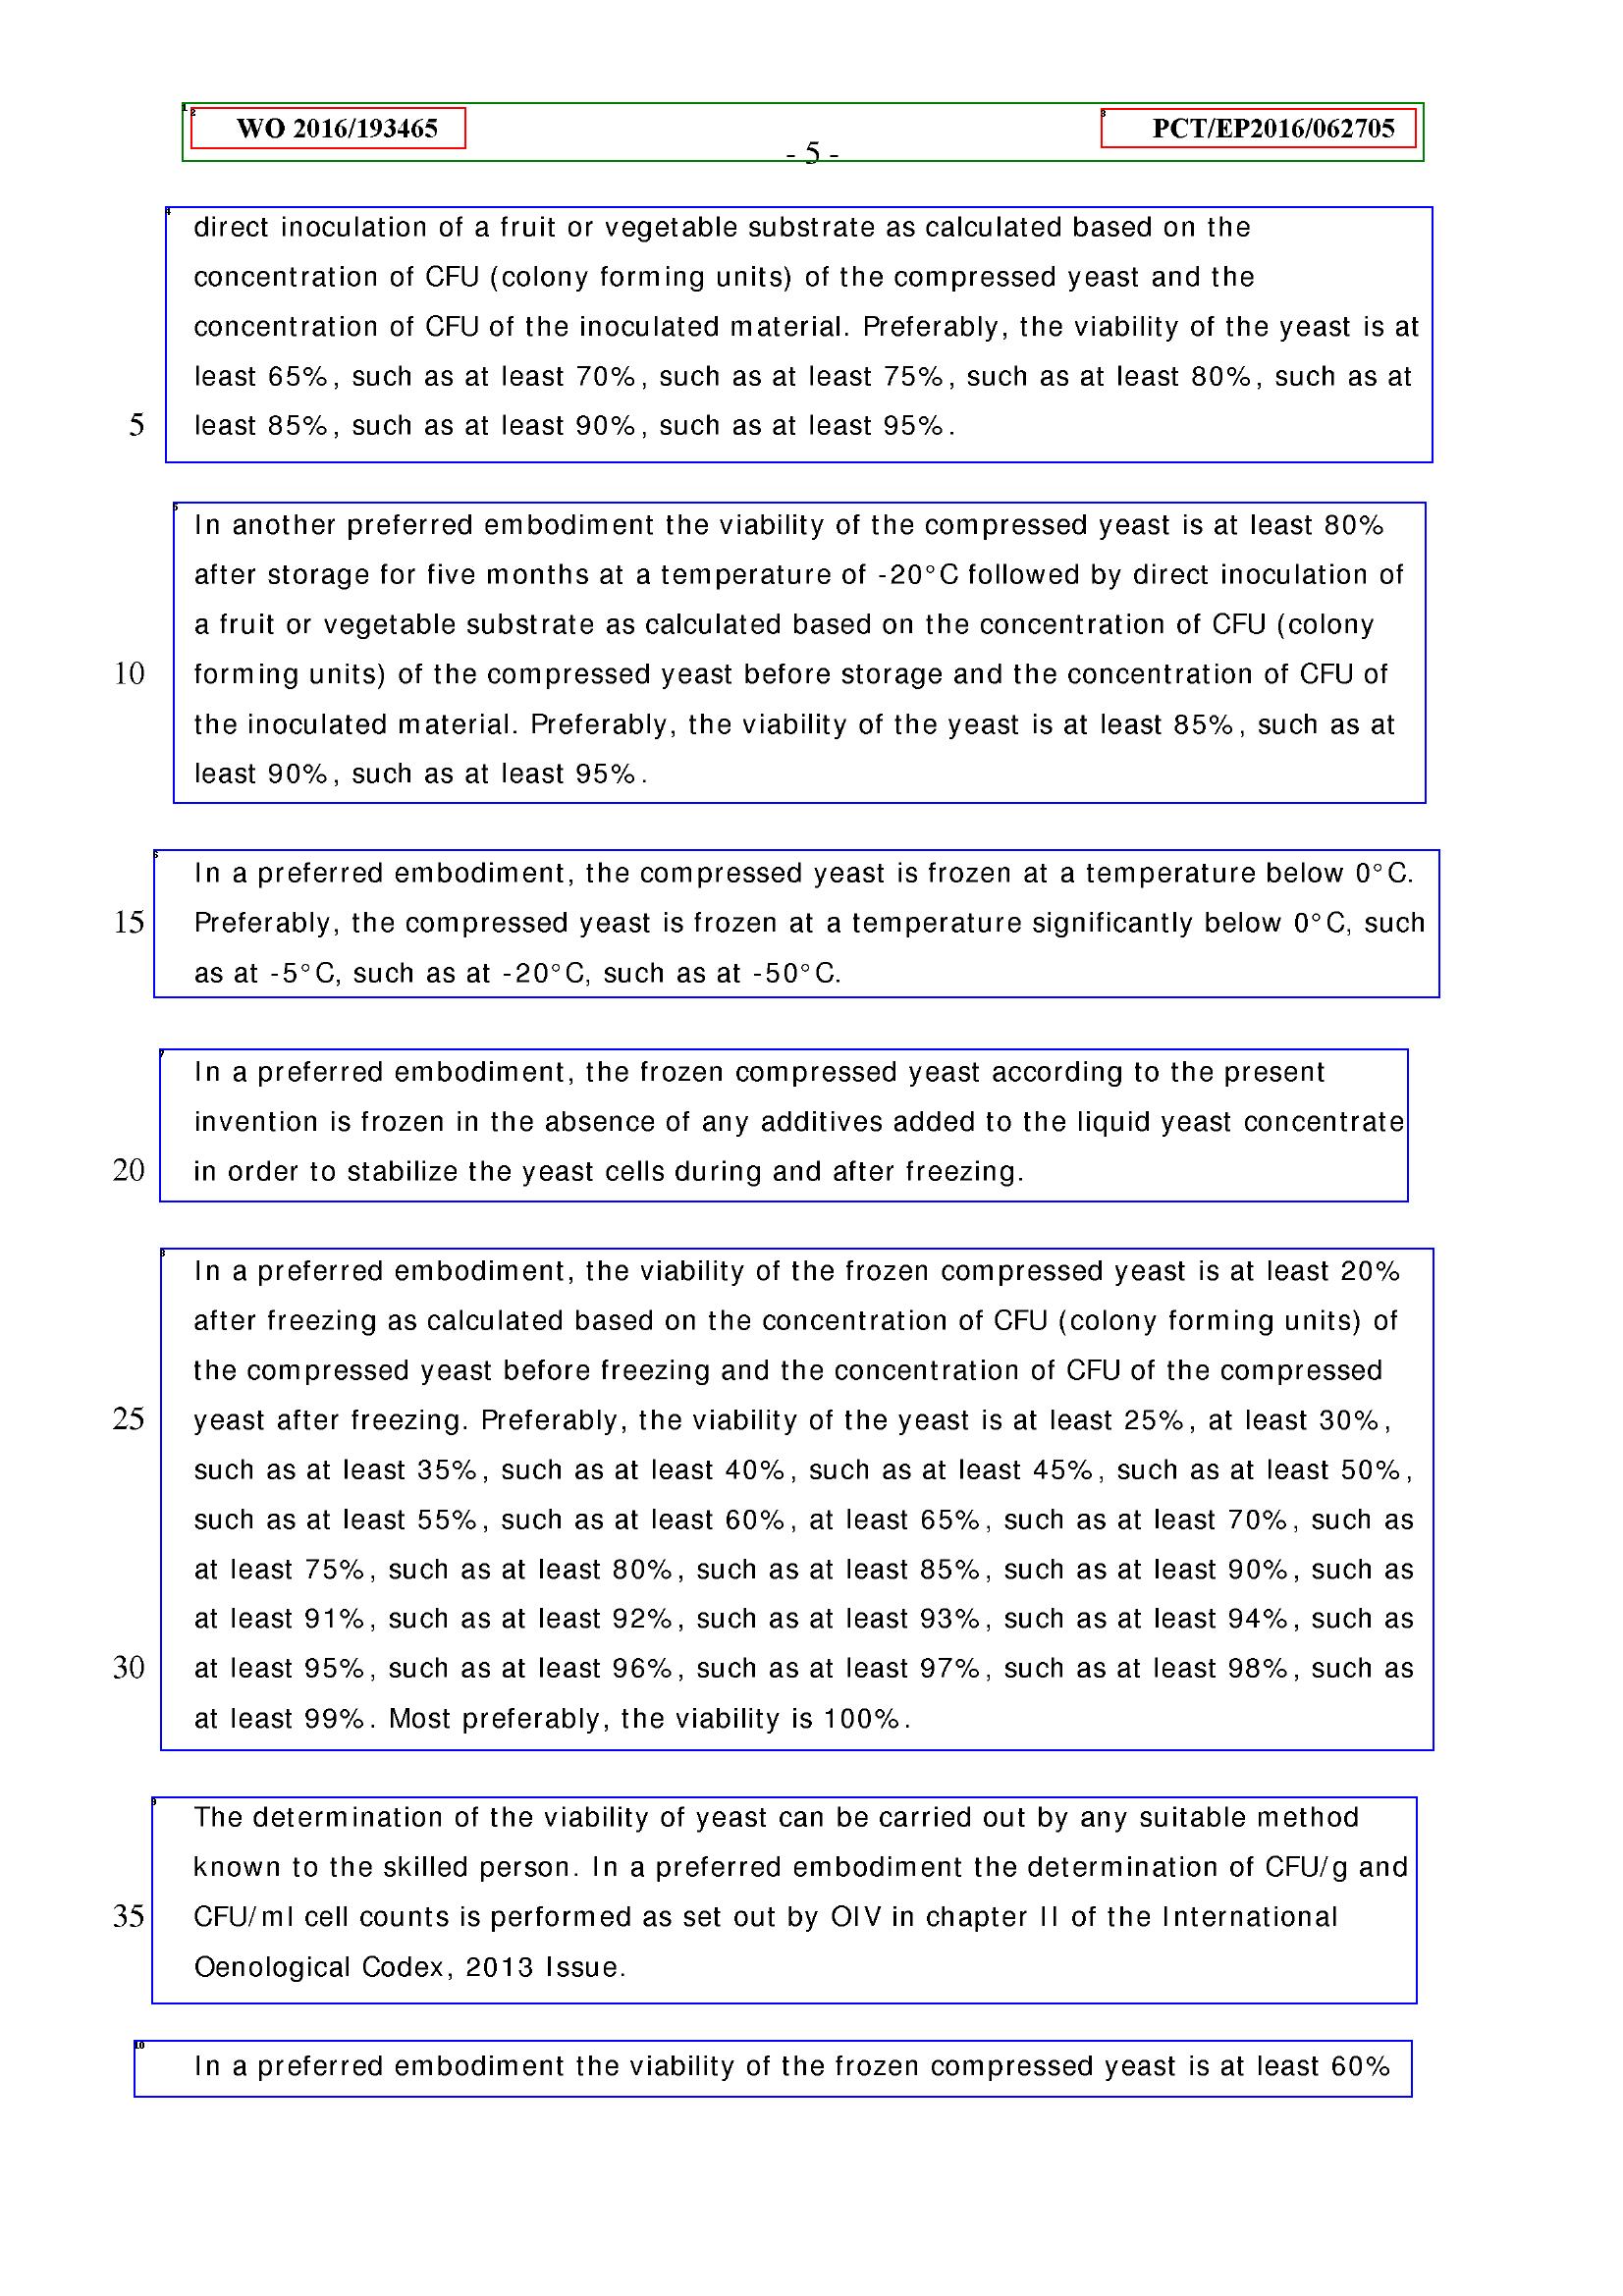 WO 2016/193465 PCT/EP2016/062705
- 5 -
direct inoculation of a fruit or vegetable substrate as calculated based on the
concentration of CFU (colony forming units) of the compressed yeast and the
concentration of CFU of the inoculated material. Preferably, the viability of the yeast is at
least 65%, such as at least 70%, such as at least 75%, such as at least 80%, such as at
5 least 85%, such as at least 90%, such as at least 95%.
In another preferred embodiment the viability of the compressed yeast is at least 80%
after storage for five months at a temperature of -20°C followed by direct inoculation of
a fruit or vegetable substrate as calculated based on the concentration of CFU (colony
10 forming units) of the compressed yeast before storage and the concentration of CFU of
the inoculated material. Preferably, the viability of the yeast is at least 85%, such as at
least 90%, such as at least 95%.
In a preferred embodiment, the compressed yeast is frozen at a temperature below 0°C.
15 Preferably, the compressed yeast is frozen at a temperature significantly below 0°C, such
as at -5°C, such as at -20°C, such as at -50°C.
In a preferred embodiment, the frozen compressed yeast according to the present
invention is frozen in the absence of any additives added to the liquid yeast concentrate
20 in order to stabilize the yeast cells during and after freezing.
In a preferred embodiment, the viability of the frozen compressed yeast is at least 20%
after freezing as calculated based on the concentration of CFU (colony forming units) of
the compressed yeast before freezing and the concentration of CFU of the compressed
25 yeast after freezing. Preferably, the viability of the yeast is at least 25%, at least 30%,
such as at least 35%, such as at least 40%, such as at least 45%, such as at least 50%,
such as at least 55%, such as at least 60%, at least 65%, such as at least 70%, such as
at least 75%, such as at least 80%, such as at least 85%, such as at least 90%, such as
at least 91%, such as at least 92%, such as at least 93%, such as at least 94%, such as
30 at least 95%, such as at least 96%, such as at least 97%, such as at least 98%, such as
at least 99%. Most preferably, the viability is 100%.
The determination of the viability of yeast can be carried out by any suitable method
known to the skilled person. In a preferred embodiment the determination of CFU/g and
35 CFU/ml cell counts is performed as set out by OIV in chapter II of the International
Oenological Codex, 2013 Issue.
In a preferred embodiment the viability of the frozen compressed yeast is at least 60%